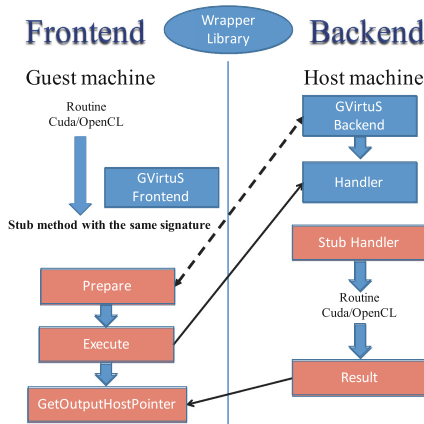 Frontend
Wrapper
Library
Backend
Guest machine
Host machine
Routine
Cuda/OpenCL
GVirtuS
Frontend
Stub method with the same signature
Prepare
Execute
GetOutputHostPointer
GVirtuS
Backend
Handler
Stub Handler
Routine
Cuda/OpenCL
Result